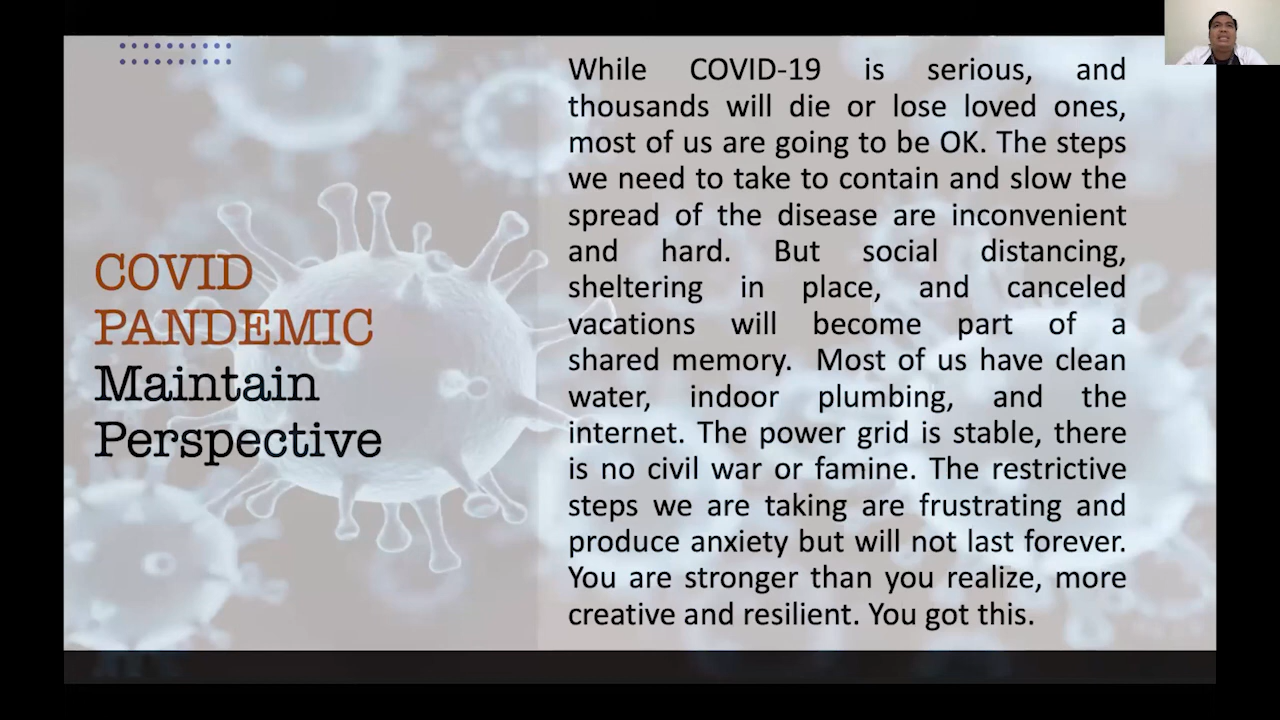 COVID
PANDEMIC
Maintain
Perspective
While COVID-19 is serious, and
thousands will die or lose loved ones,
most of us are going to be OK. The steps
we need to take to contain and slow the
spread of the disease are inconvenient
and hard. But social distancing,
sheltering in place, and canceled
vacations will become part of a
shared memory. Most of us have clean
water, indoor plumbing, and the
internet. The power grid is stable, there
is no civil war or famine. The restrictive
steps we are taking are frustrating and
produce anxiety but will not last forever.
You are stronger than you realize, more
creative and resilient. You got this.